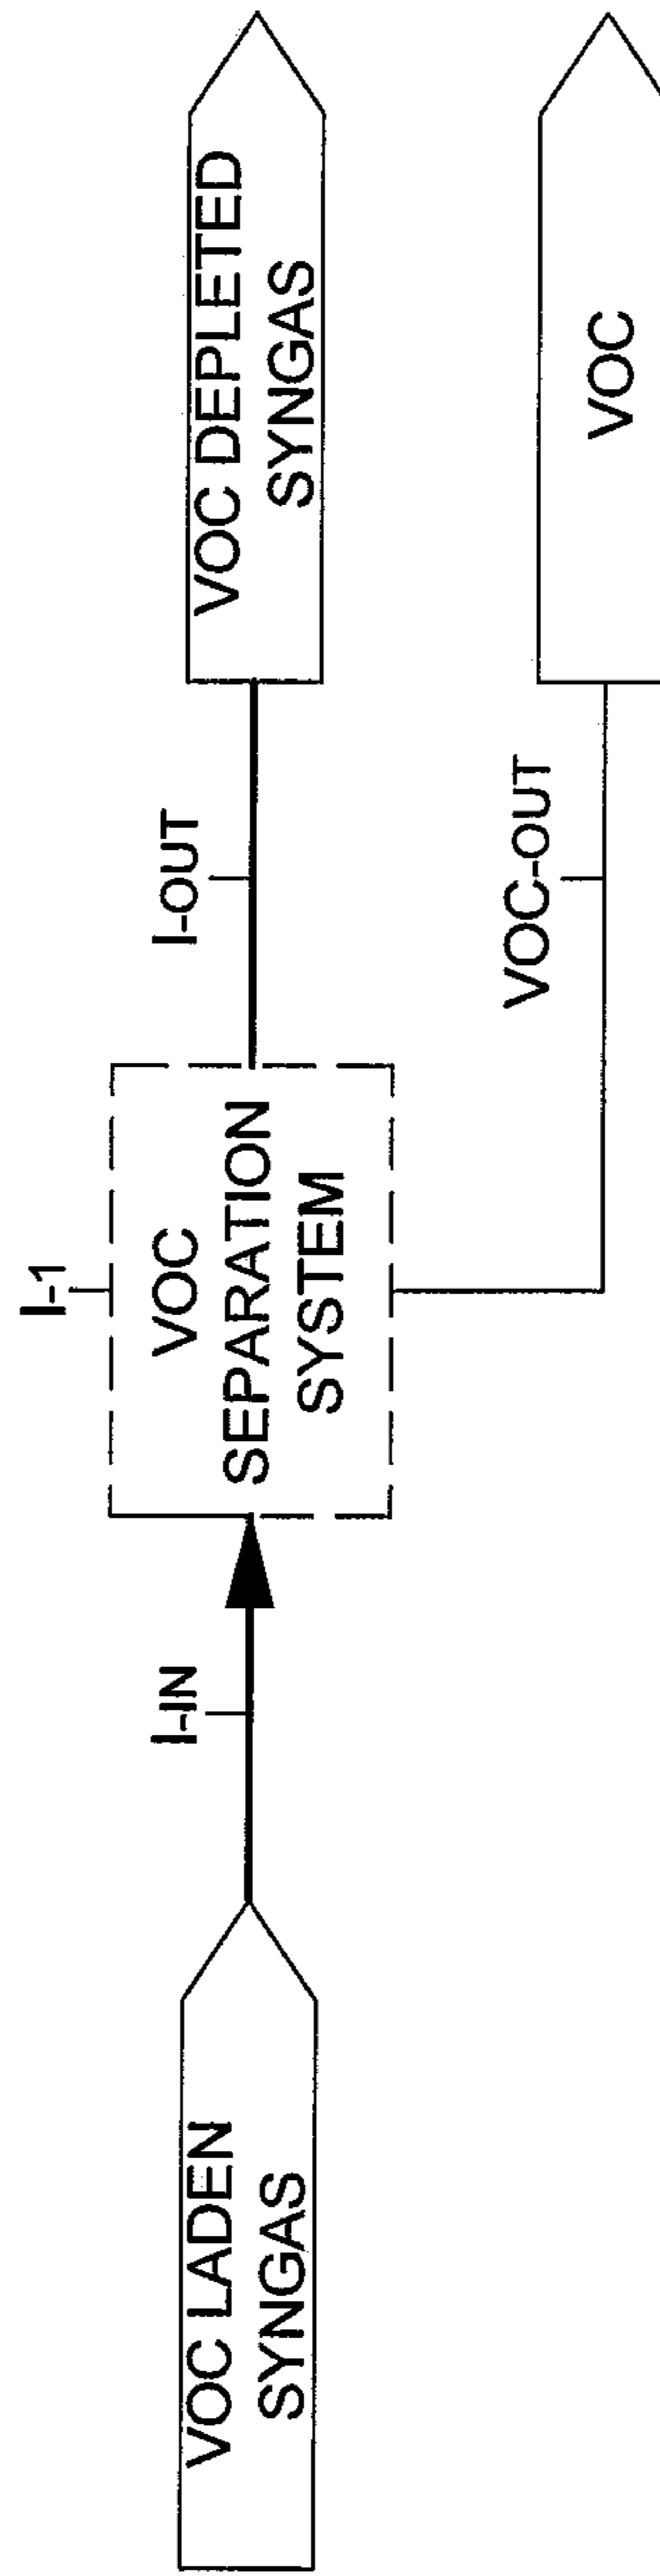 VOC LADEN
SYNGAS
I-IN
I-1
VOC
SEPARATION
SYSTEM
I-OUT
VOC DEPLETED
SYNGAS
VOC-OUT
VOC